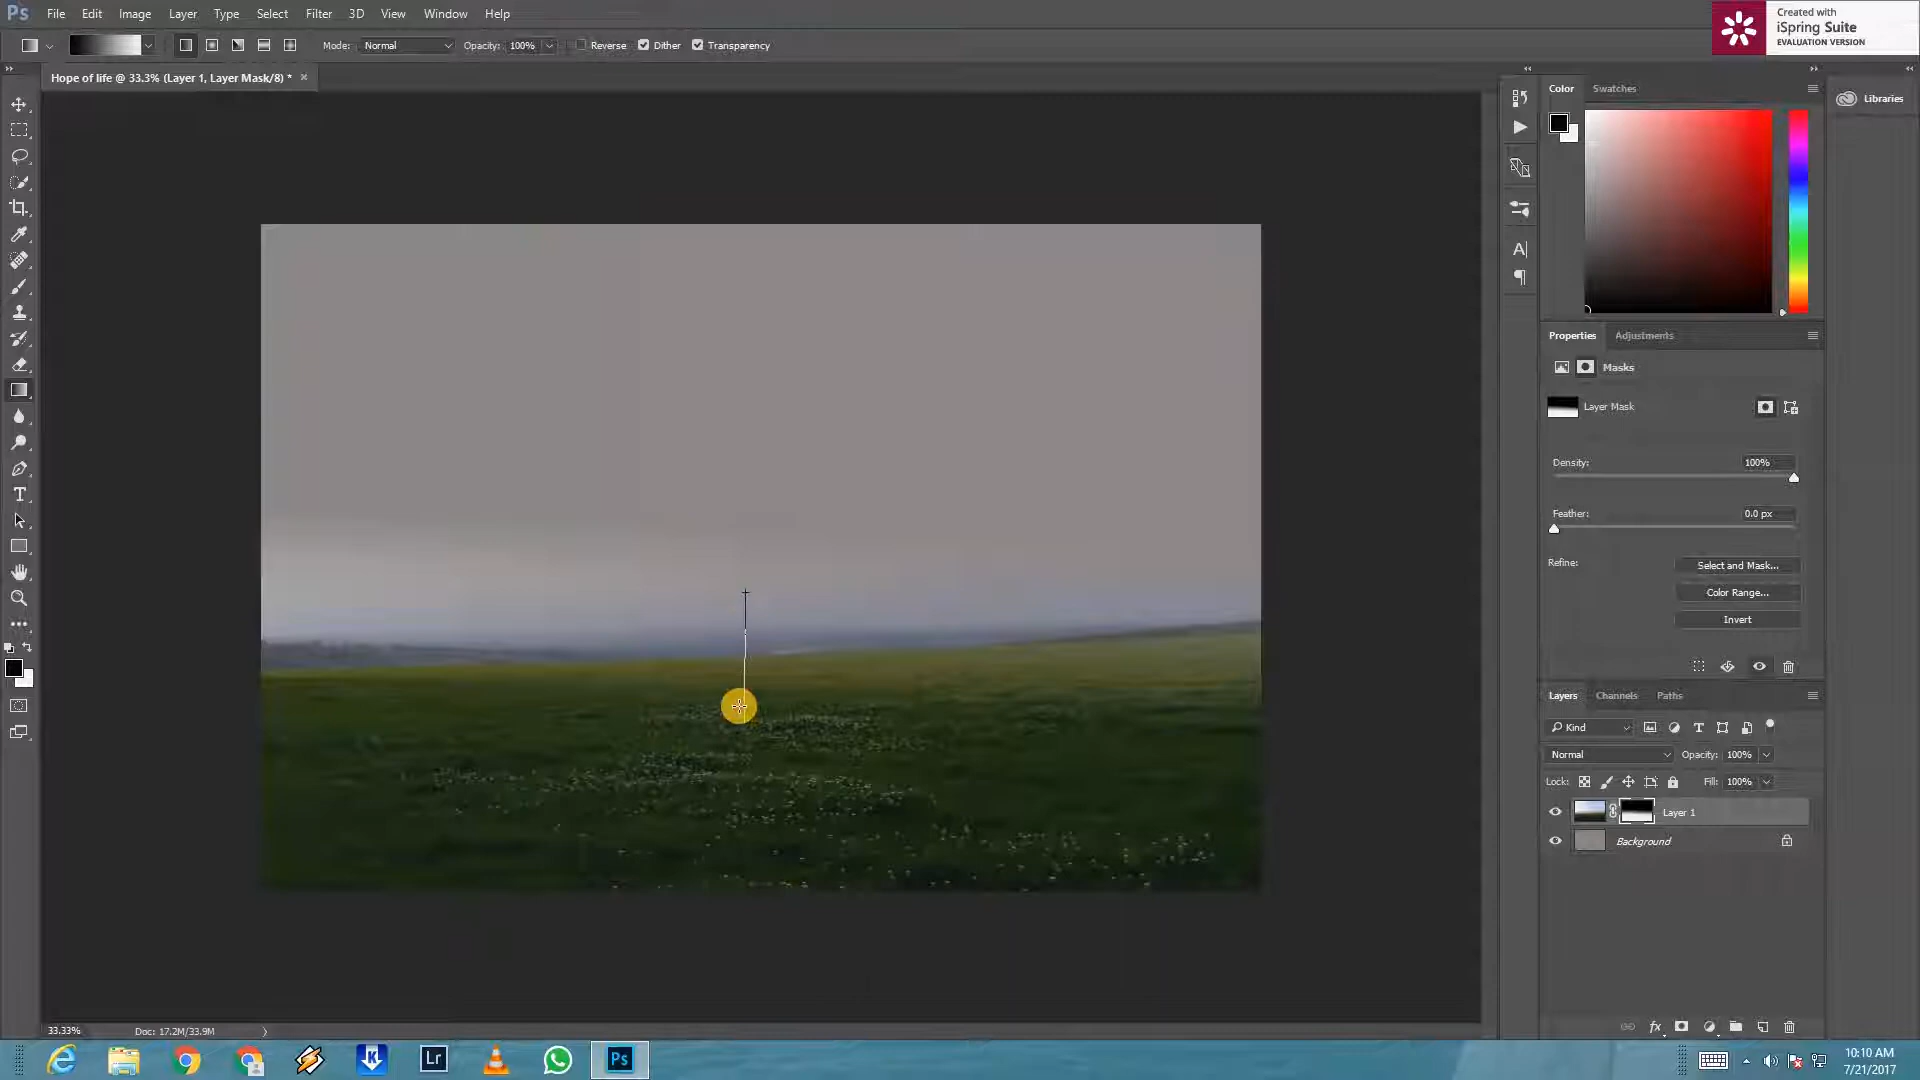 Ps File Edit Image Layer Type Select Filter 3D View Window Help
Created with
iSpring Suite
EVALUATION VERSION
Mode: Normal Opacity: 100% Reverse Dither Transparency
Hope of life @ 33.3% (Layer 1, Layer Mask/8) * ×
Color Swatches
Libraries
Properties Adjustments
Masks
Layer Mask
Density: 100%
Feather: 0.0 px
Refine: Select and Mask...
Color Range...
Invert
Layers Channels Paths
Kind
Normal Opacity: 100%
Lock: Fill: 100%
Layer 1
Background
fx
33.33% Doc: 17.2M/33.9M
K Lr Ps
10:10 AM
7/21/2017